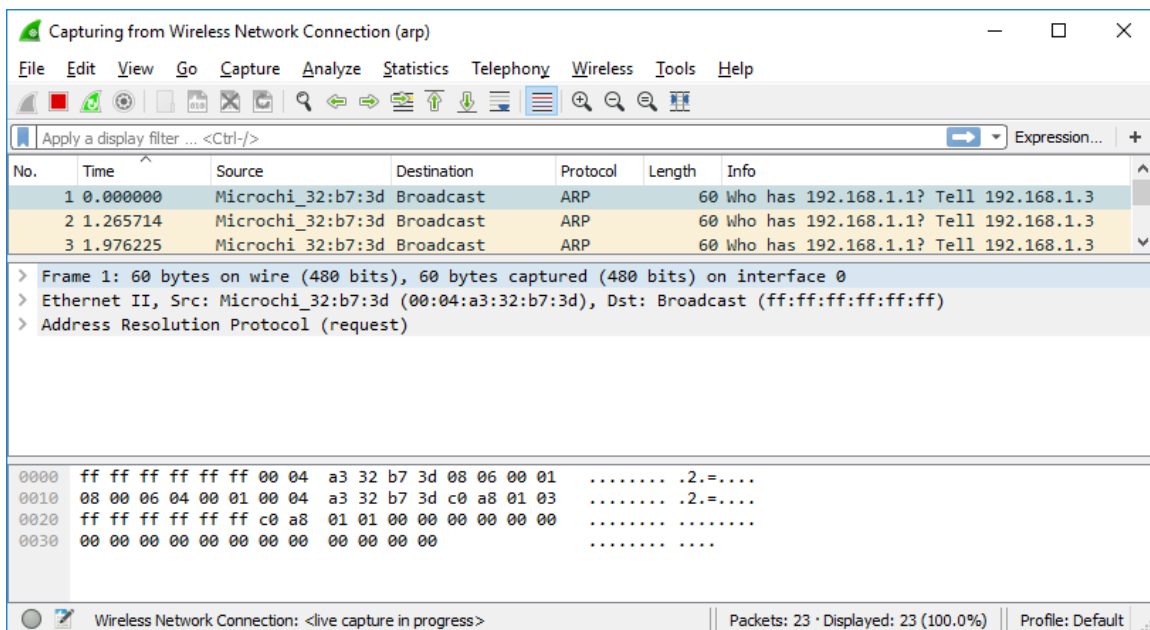 Capturing from Wireless Network Connection (arp)
File Edit View Go Capture Analyze Statistics Telephony Wireless Tools Help
Apply a display filter ... <Ctrl-/> Expression... +
No. Time Source Destination Protocol Length Info
1 0.000000 Microchi_32:b7:3d Broadcast ARP 60 Who has 192.168.1.1? Tell 192.168.1.3
2 1.265714 Microchi_32:b7:3d Broadcast ARP 60 Who has 192.168.1.1? Tell 192.168.1.3
3 1.976225 Microchi_32:b7:3d Broadcast ARP 60 Who has 192.168.1.1? Tell 192.168.1.3
> Frame 1: 60 bytes on wire (480 bits), 60 bytes captured (480 bits) on interface 0
> Ethernet II, Src: Microchi_32:b7:3d (00:04:a3:32:b7:3d), Dst: Broadcast (ff:ff:ff:ff:ff:ff)
> Address Resolution Protocol (request)
0000 ff ff ff ff ff ff 00 04 a3 32 b7 3d 08 06 00 01 ........ .2.=....
0010 08 00 06 04 00 01 00 04 a3 32 b7 3d c0 a8 01 03 ........ .2.=....
0020 ff ff ff ff ff ff c0 a8 01 01 00 00 00 00 00 00 ........ ........
0030 00 00 00 00 00 00 00 00 00 00 00 00 ........ ....
Wireless Network Connection: <live capture in progress> Packets: 23 · Displayed: 23 (100.0%) Profile: Default